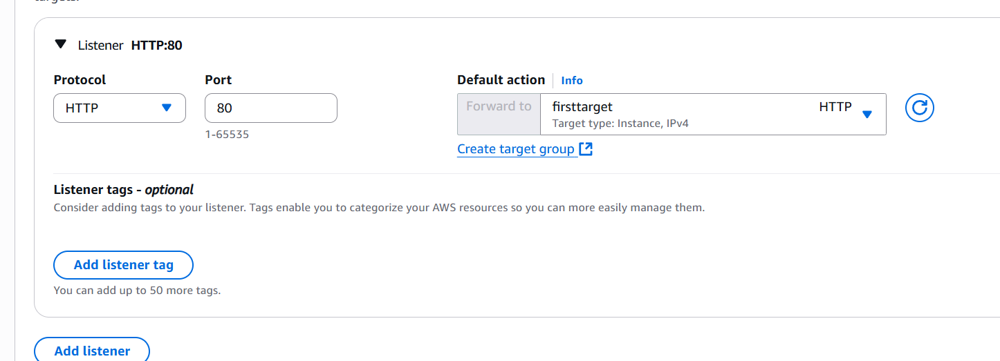 Listener HTTP:80
Protocol Port Default action Info
HTTP 80 Forward to firsttarget HTTP
Target type: Instance, IPv4
1-65535
Create target group
Listener tags - optional
Consider adding tags to your listener. Tags enable you to categorize your AWS resources so you can more easily manage them.
Add listener tag
You can add up to 50 more tags.
Add listener